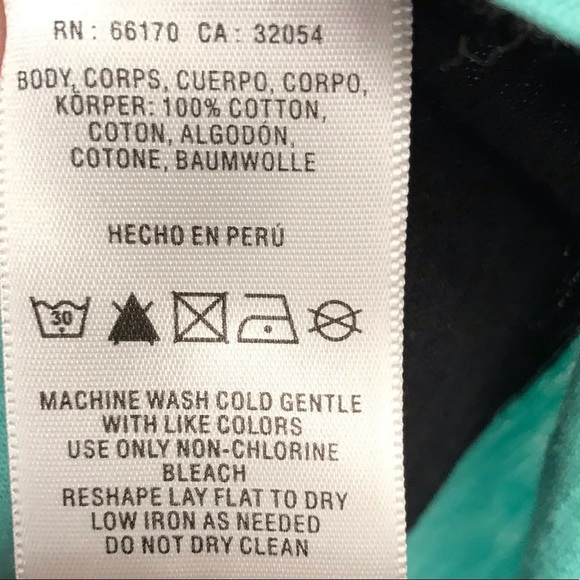 RN: 66170 CA: 32054
BODY, CORPS, CUERPO, CORPO,
KÖRPER: 100% COTTON,
COTON, ALGODÓN,
COTONE, BAUMWOLLE
HECHO EN PERÚ
30
MACHINE WASH COLD GENTLE
WITH LIKE COLORS
USE ONLY NON-CHLORINE
BLEACH
RESHAPE LAY FLAT TO DRY
LOW IRON AS NEEDED
DO NOT DRY CLEAN